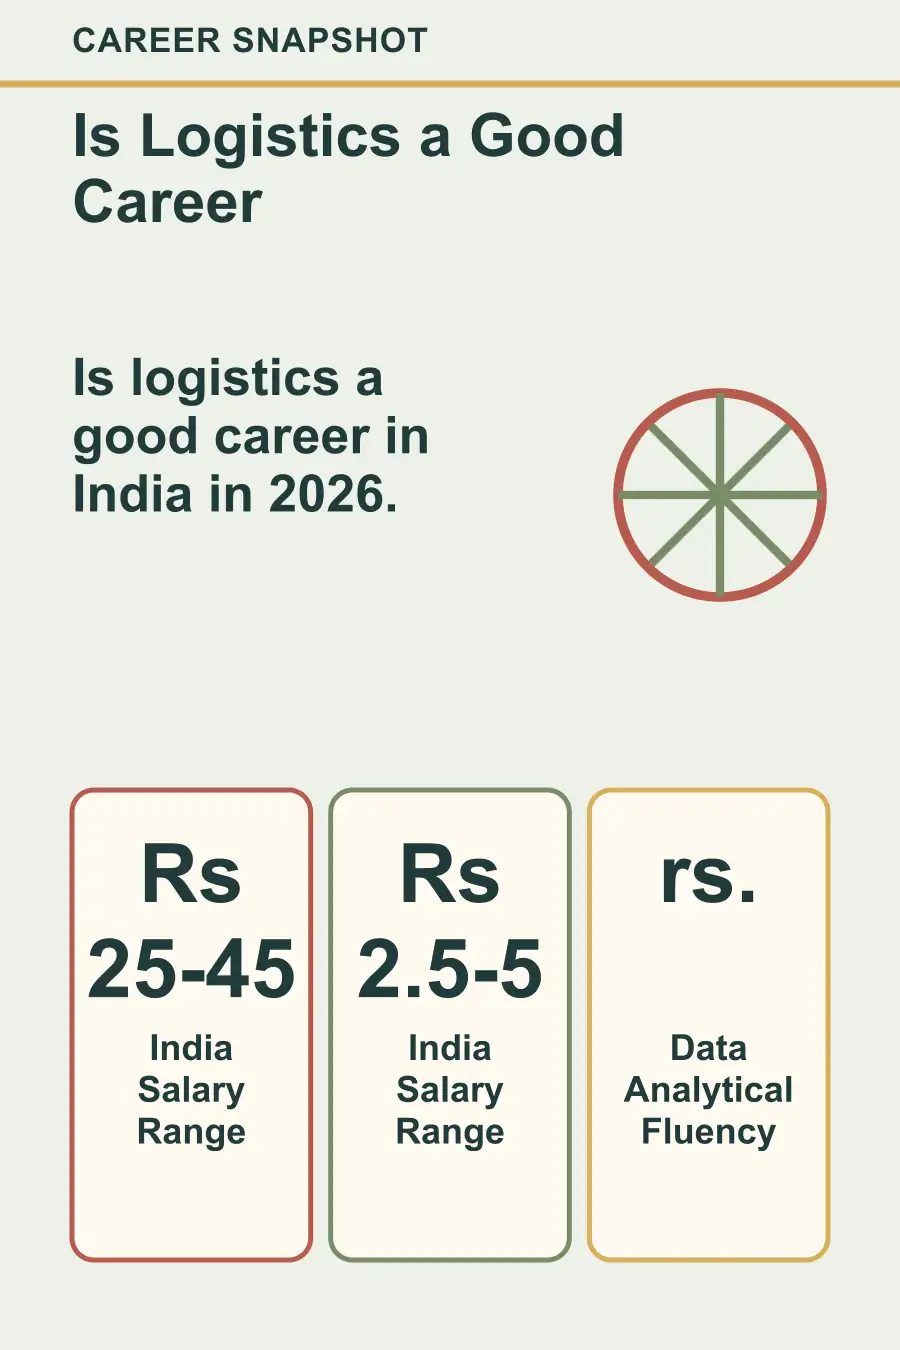 CAREER SNAPSHOT
Is Logistics a Good
Career
Is logistics a
good career in
India in 2026.
Rs
25-45
India
Salary
Range
Rs
2.5-5
India
Salary
Range
rs.
Data
Analytical
Fluency